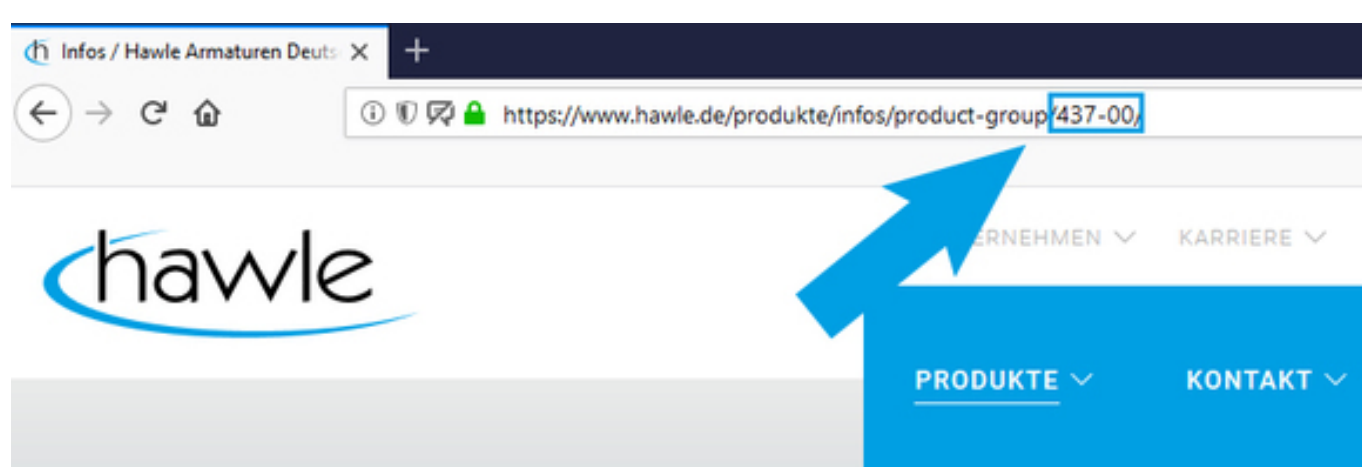 Infos / Hawle Armaturen Deuts
https://www.hawle.de/produkte/infos/product-group/437-00/
hawle
ERNEHMEN KARRIERE
PRODUKTE KONTAKT